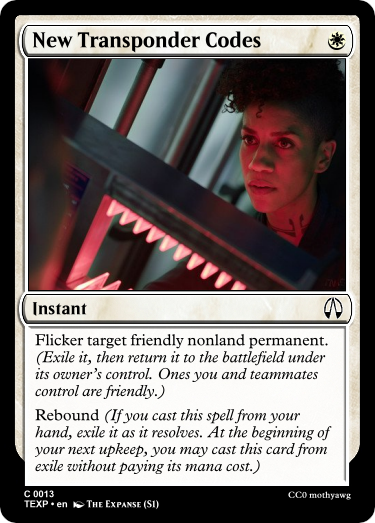 New Transponder Codes
Instant
Flicker target friendly nonland permanent.
(Exile it, then return it to the battlefield under
its owner's control. Ones you and teammates
control are friendly.)
Rebound (If you cast this spell from your
hand, exile it as it resolves. At the beginning of
your next upkeep, you may cast this card from
exile without paying its mana cost.)
C 0013
TEXP • en THE EXPANSE (S1)
CC0 mothyawg